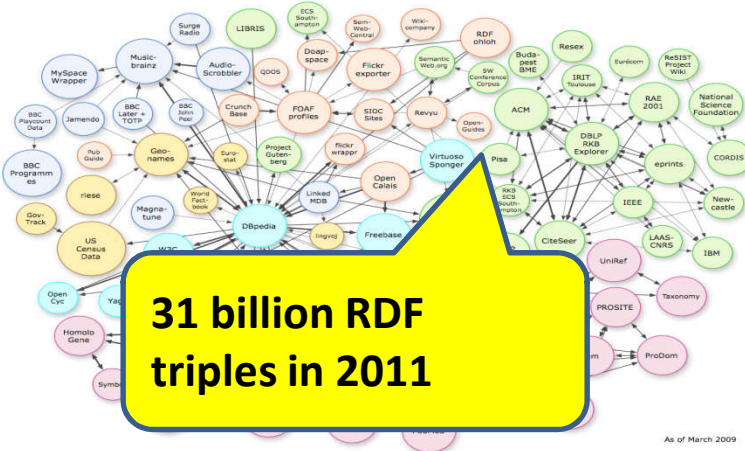 ECS
South-
ampton
Surge
Radio
LIBRIS
Sem-
Web-
Central
Wiki-
company
RDF
ohloh
Doap-
space
Music-
brainz
Audio-
Scrobbler
Flickr
exporter
Semantic
Web.org
Buda-
pest
BME
Resex
Eurécom
ReSIST
Project
Wiki
MySpace
Wrapper
QDOS
SW
Conference
Corpus
IRIT
Toulouse
National
Science
Foundation
BBC
Playcount
Data
Jamendo
BBC
Later +
TOTP
BBC
John
Peel
Crunch
Base
FOAF
profiles
SIOC
Sites
Revyu
Open-
Guides
ACM
RAE
2001
DBLP
RKB
Explorer
BBC
Programm
es
Pub
Guide
Geo-
names
Euro-
stat
Project
Guten-
berg
flickr
wrappr
Virtuoso
Sponger
Pisa
eprints
CORDIS
riese
World
Fact-
book
Linked
MDB
Open
Calais
RKB
ECS
South-
ampton
IEEE
New-
castle
Gov-
Track
Magna-
tune
DBpedia
lingvoj
Freebase
CiteSeer
LAAS-
CNRS
IBM
US
Census
Data
W3C
UniRef
Open
Cyc
Taxonomy
PROSITE
Homolo
Gene
ProDom
31 billion RDF
triples in 2011
As of March 2009